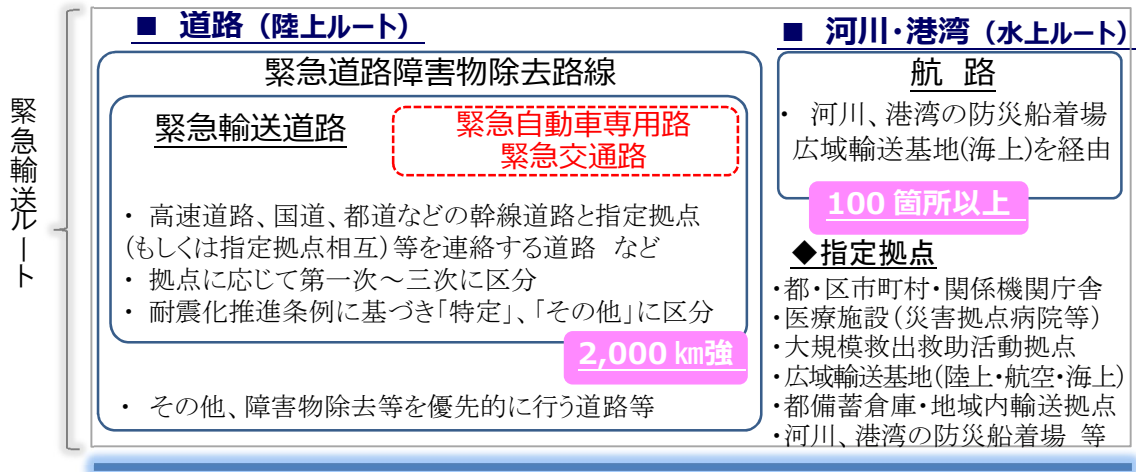 緊急輸送ルート
■ 道路（陸上ルート）
緊急道路障害物除去路線
緊急輸送道路
緊急自動車専用路
緊急交通路
・ 高速道路、国道、都道などの幹線道路と指定拠点
(もしくは指定拠点相互)等を連絡する道路 など
・ 拠点に応じて第一次～三次に区分
・ 耐震化推進条例に基づき「特定」、「その他」に区分
2,000 ㎞強
・ その他、障害物除去等を優先的に行う道路等
■ 河川・港湾（水上ルート）
航 路
・ 河川、港湾の防災船着場
広域輸送基地(海上)を経由
100 箇所以上
◆指定拠点
・都・区市町村・関係機関庁舎
・医療施設（災害拠点病院等）
・大規模救出救助活動拠点
・広域輸送基地(陸上・航空・海上)
・都備蓄倉庫・地域内輸送拠点
・河川、港湾の防災船着場 等